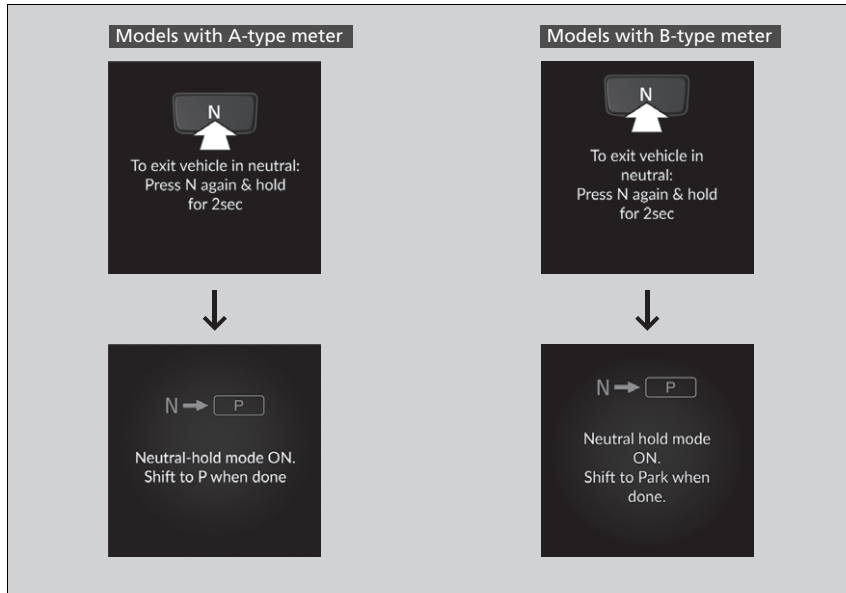 Models with A-type meter
N
To exit vehicle in neutral:
Press N again & hold
for 2sec
N
P
Neutral-hold mode ON.
Shift to P when done
Models with B-type meter
N
To exit vehicle in
neutral:
Press N again & hold
for 2sec
N
P
Neutral hold mode
ON.
Shift to Park when
done.